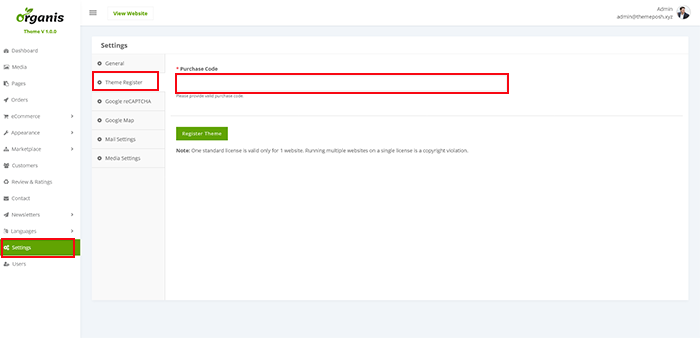 Organis
Theme V 1.0.0
View Website
Admin
admin@themeposh.xyz
Dashboard
Media
Pages
Orders
eCommerce
Appearance
Marketplace
Customers
Review & Ratings
Contact
Newsletters
Languages
Settings
Users
Settings
General
Theme Register
Google reCAPTCHA
Google Map
Mail Settings
Media Settings
* Purchase Code
Please provide valid purchase code.
Register Theme
Note: One standard license is valid only for 1 website. Running multiple websites on a single license is a copyright violation.